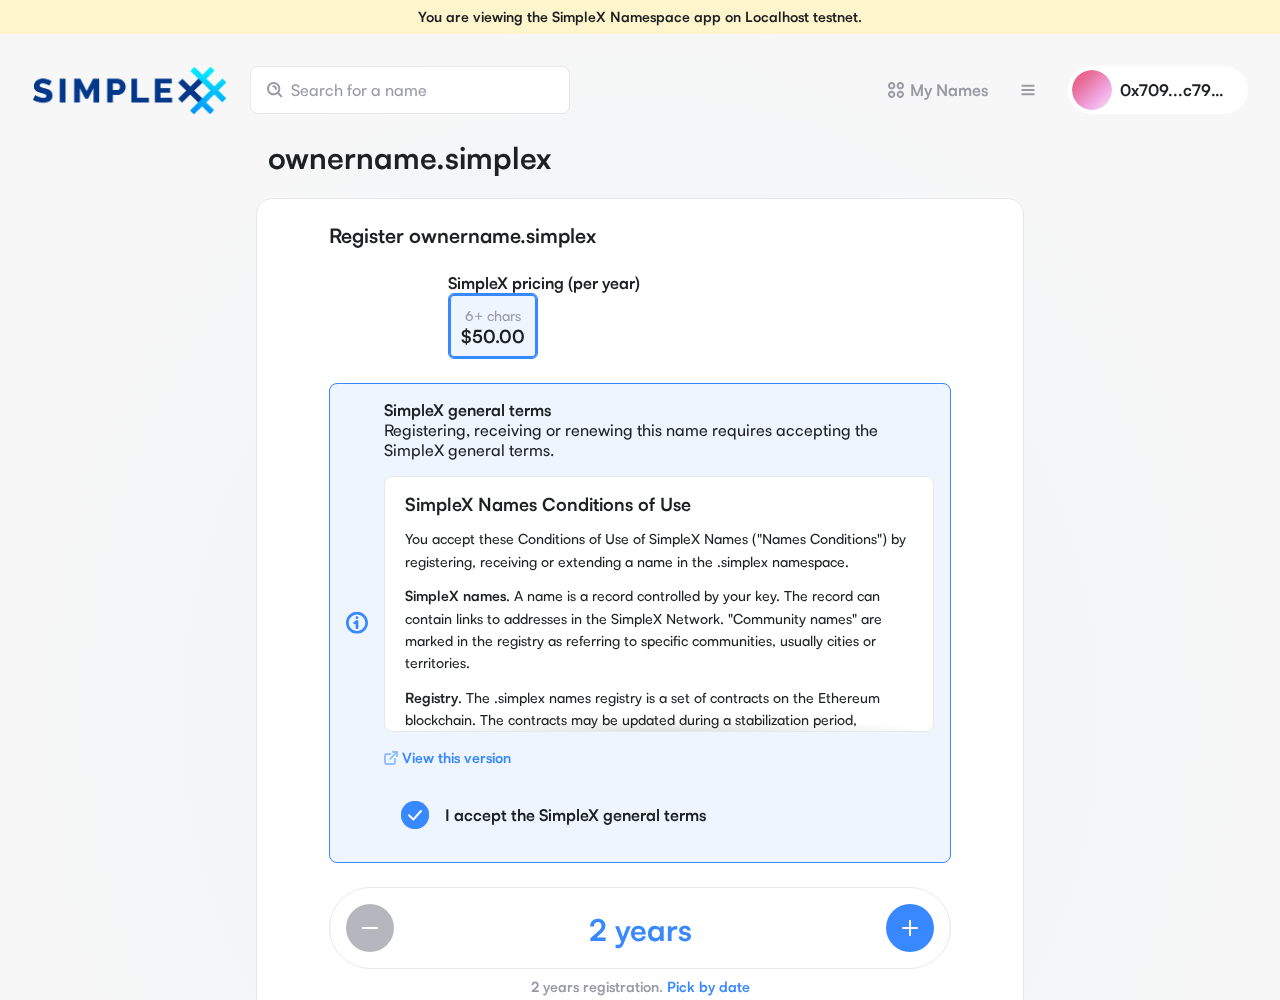 You are viewing the SimpleX Namespace app on Localhost testnet.
SIMPLEX
Search for a name
My Names
0x709...c79...
ownername.simplex
Register ownername.simplex
SimpleX pricing (per year)
6+ chars
$50.00
SimpleX general terms
Registering, receiving or renewing this name requires accepting the
SimpleX general terms.
SimpleX Names Conditions of Use
You accept these Conditions of Use of SimpleX Names ("Names Conditions") by
registering, receiving or extending a name in the .simplex namespace.
SimpleX names. A name is a record controlled by your key. The record can
contain links to addresses in the SimpleX Network. "Community names" are
marked in the registry as referring to specific communities, usually cities or
territories.
Registry. The .simplex names registry is a set of contracts on the Ethereum
blockchain. The contracts may be updated during a stabilization period,
View this version
I accept the SimpleX general terms
2 years
2 years registration. Pick by date